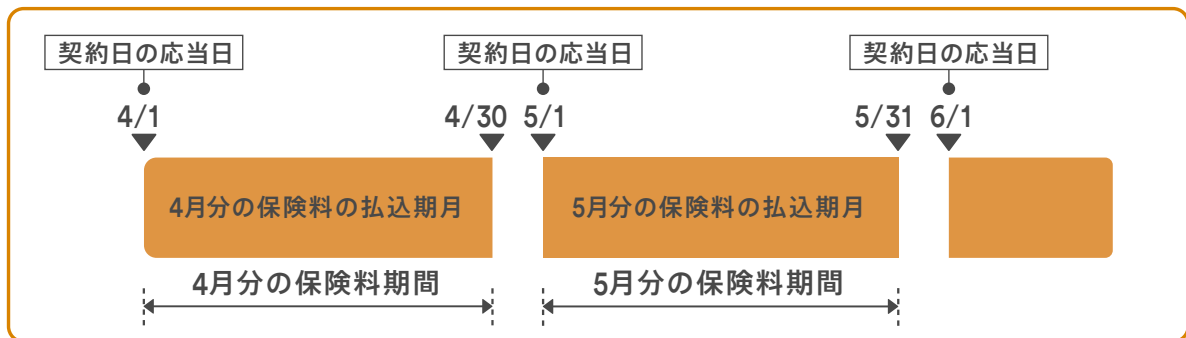 契約日の応当日 契約日の応当日 契約日の応当日
4/1 4/30 5/1 5/31 6/1
4月分の保険料の払込期月 5月分の保険料の払込期月
4月分の保険料期間 5月分の保険料期間